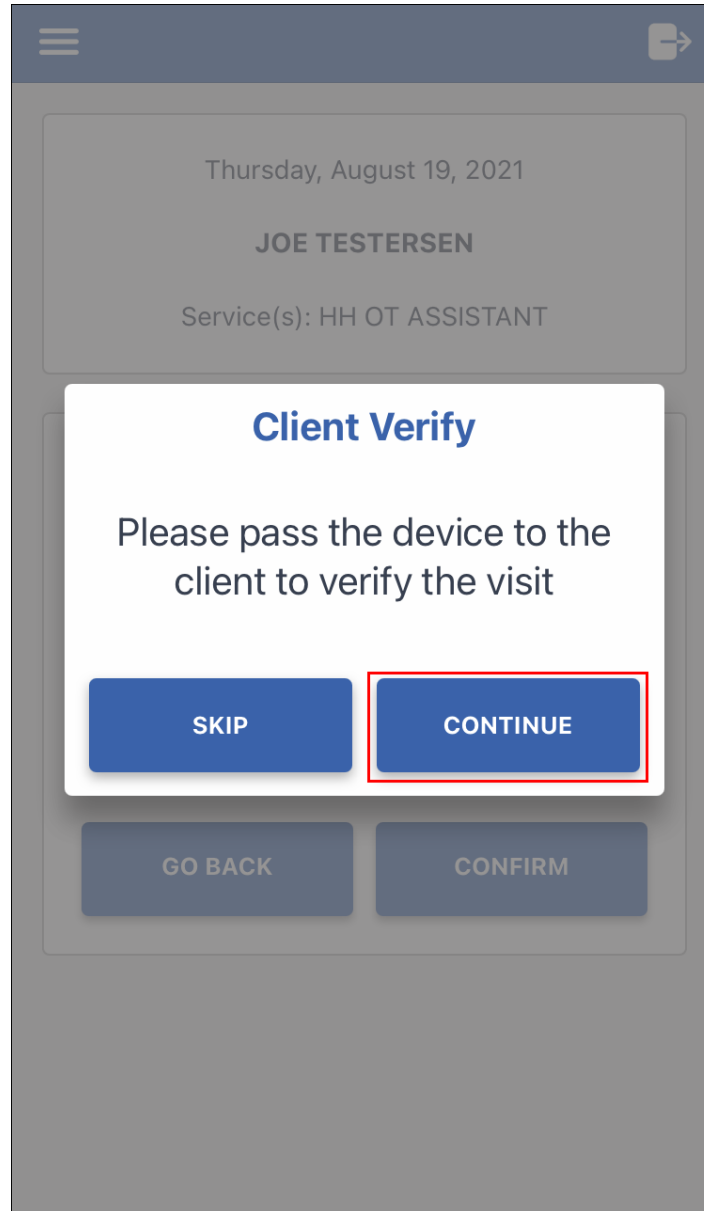 Thursday, August 19, 2021
JOE TESTERSEN
Service(s): HH OT ASSISTANT
Client Verify
Please pass the device to the
client to verify the visit
SKIP
CONTINUE
GO BACK
CONFIRM